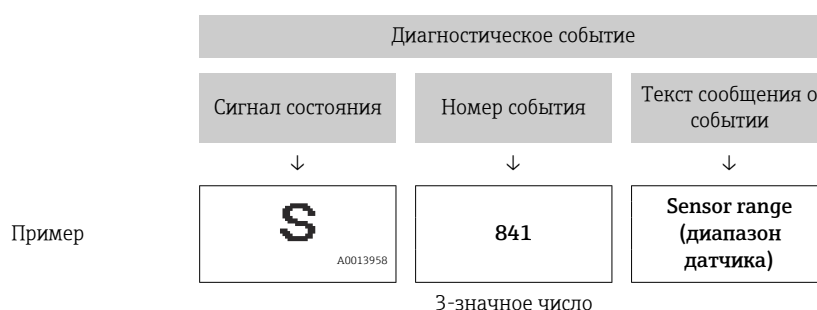 Диагностическое событие
Сигнал состояния
Номер события
Текст сообщения о
событии
↓ ↓ ↓
Пример
S
A0013958
841
Sensor range
(диапазон
датчика)
3-значное число